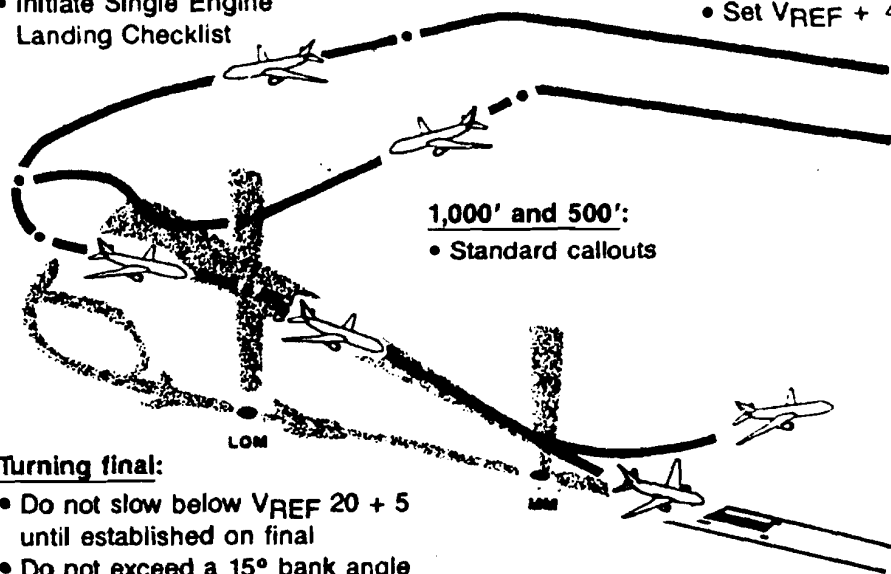 • Initiate Single Engine
Landing Checklist
• Set VREF +
1,000' and 500':
• Standard callouts
LOM
MM
Turning final:
• Do not slow below VREF 20 + 5
until established on final
• Do not exceed a 15° bank angle